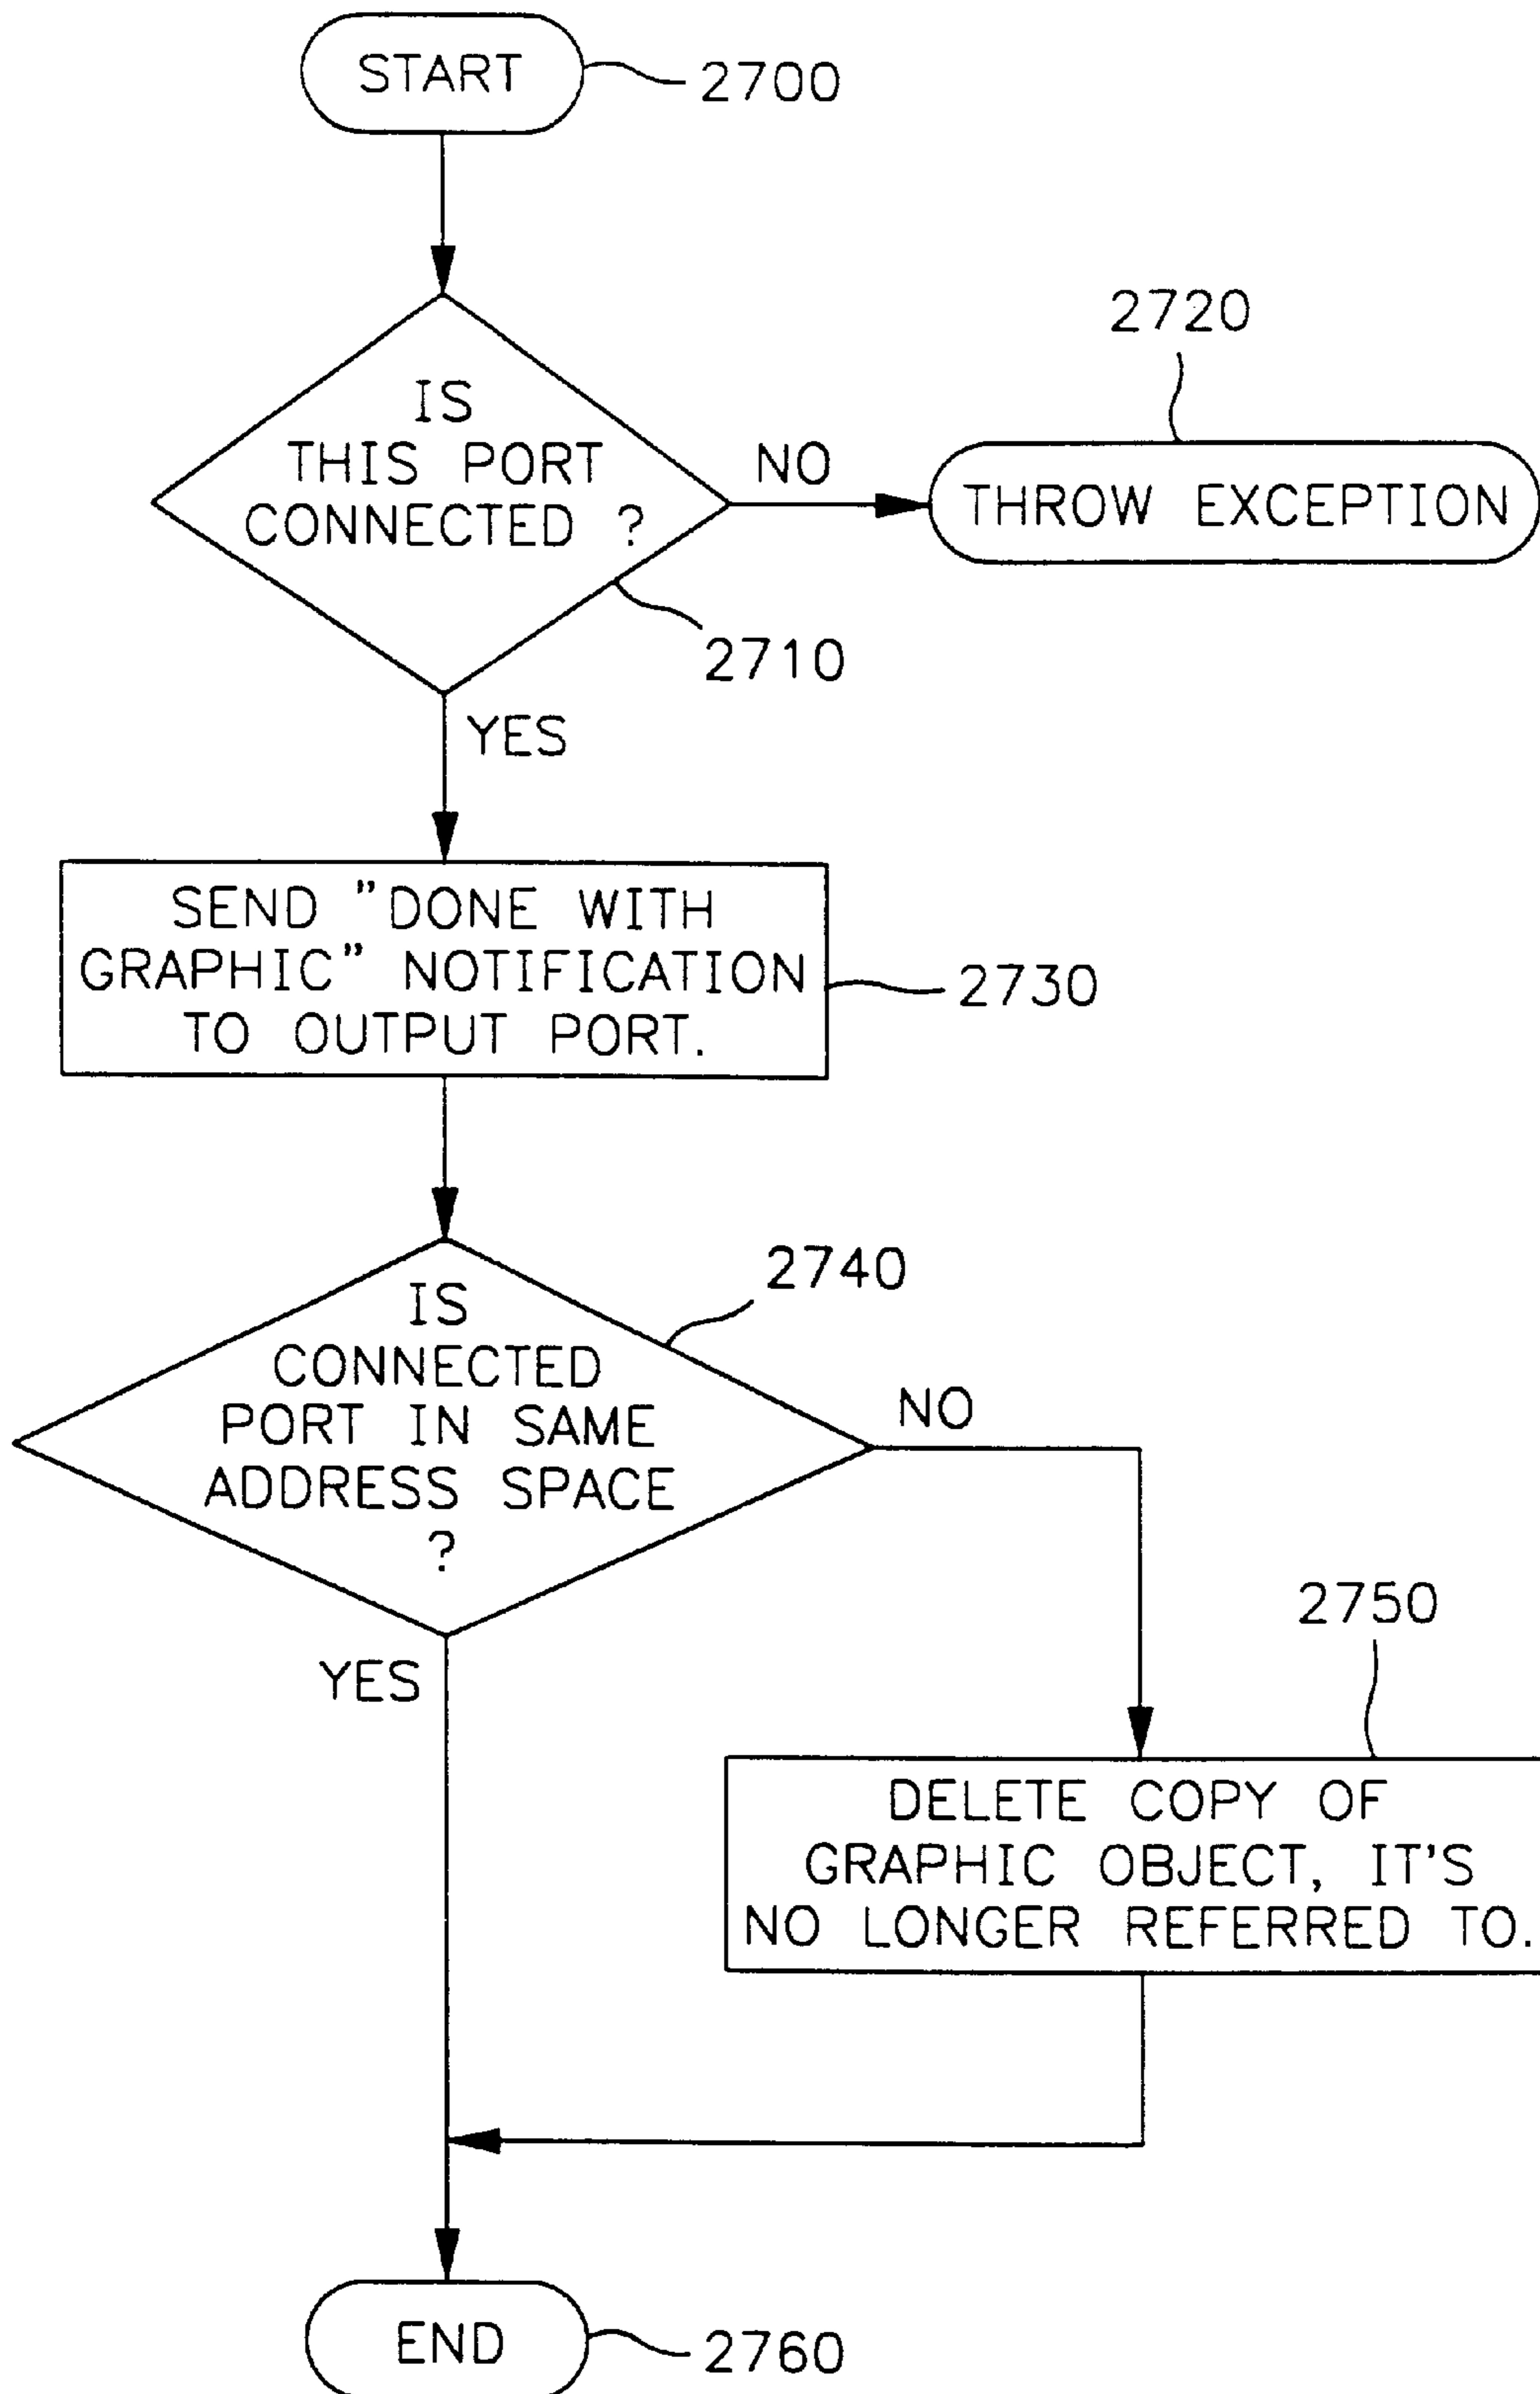 START
2700
IS
THIS PORT
CONNECTED ?
NO
2720
THROW EXCEPTION
2710
YES
SEND "DONE WITH
GRAPHIC" NOTIFICATION
TO OUTPUT PORT.
2730
2740
IS
CONNECTED
PORT IN SAME
ADDRESS SPACE
?
NO
YES
2750
DELETE COPY OF
GRAPHIC OBJECT, IT'S
NO LONGER REFERRED TO.
END
2760